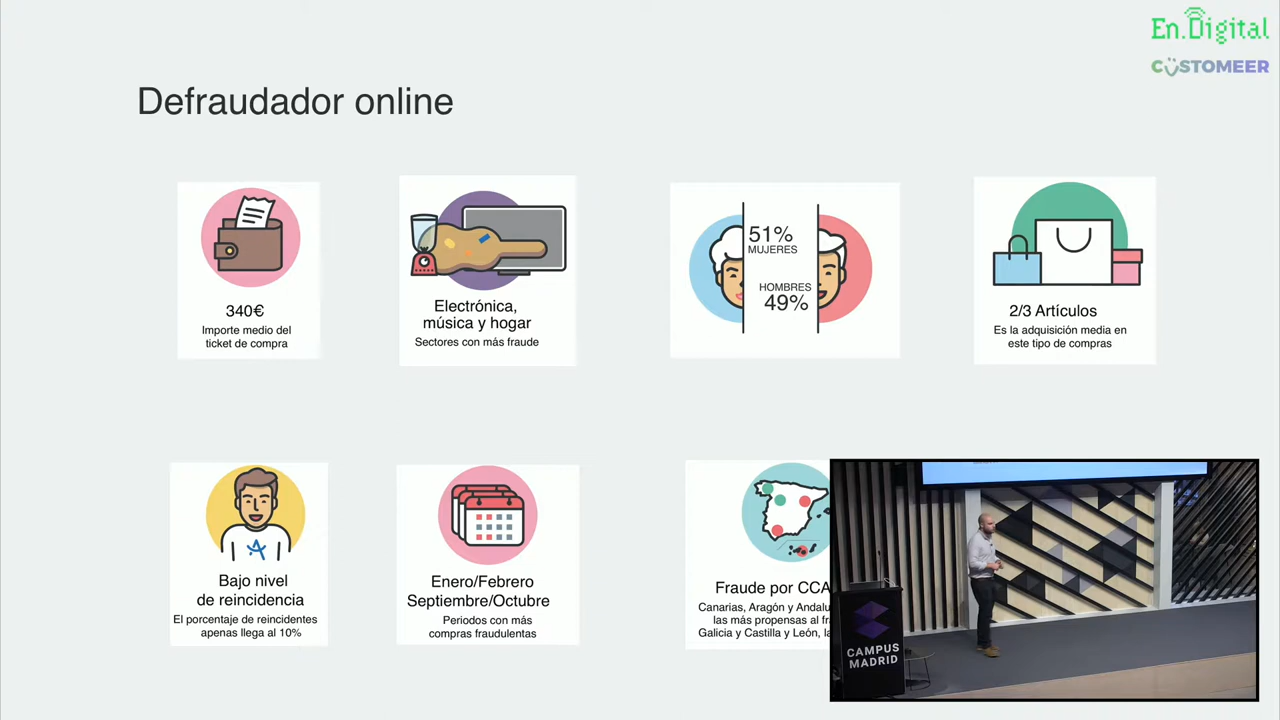 En.Digital
CUSTOMEER
Defraudador online
340€
Importe medio del
ticket de compra
Electrónica,
música y hogar
Sectores con más fraude
51%
MUJERES
HOMBRES
49%
2/3 Artículos
Es la adquisición media en
este tipo de compras
Bajo nivel
de reincidencia
El porcentaje de reincidentes
apenas llega al 10%
Enero/Febrero
Septiembre/Octubre
Periodos con más
compras fraudulentas
Fraude por CCA
Canarias, Aragón y Andalu
las más propensas al fr
Galicia y Castilla y León, l
CAMPUS
MADRID